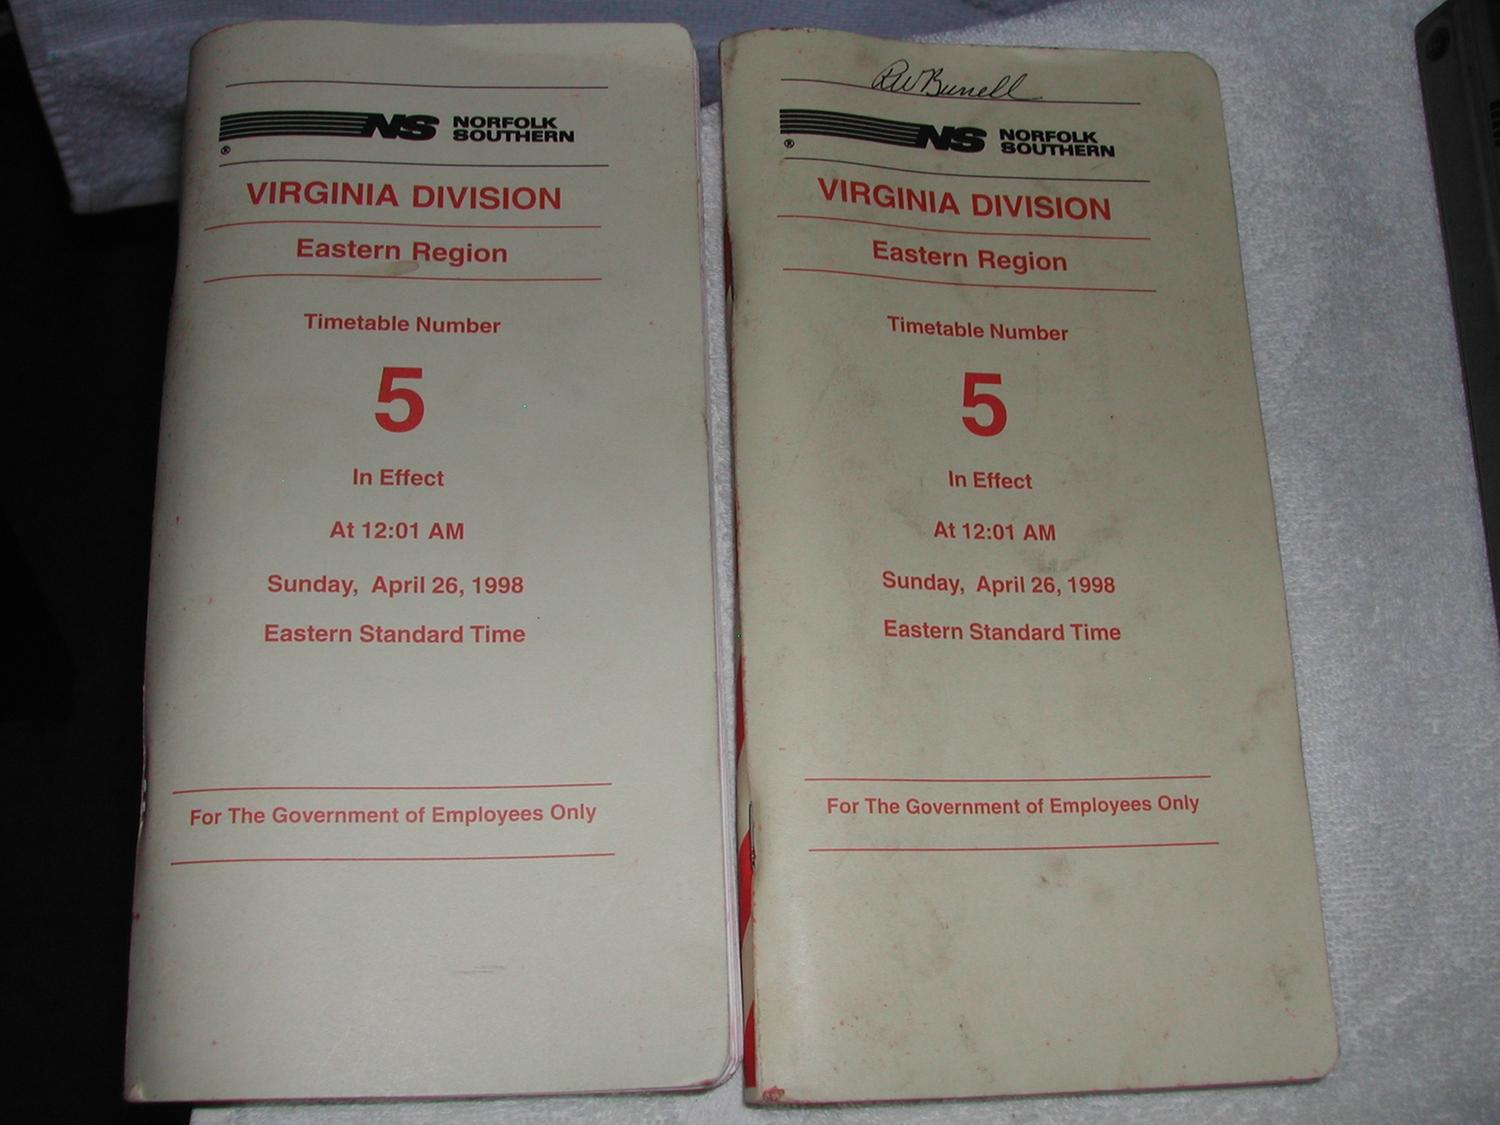 NS NORFOLK
SOUTHERN
®
VIRGINIA DIVISION
Eastern Region
Timetable Number
5
In Effect
At 12:01 AM
Sunday, April 26, 1998
Eastern Standard Time
For The Government of Employees Only
RW Burrell
NS NORFOLK
SOUTHERN
®
VIRGINIA DIVISION
Eastern Region
Timetable Number
5
In Effect
At 12:01 AM
Sunday, April 26, 1998
Eastern Standard Time
For The Government of Employees Only